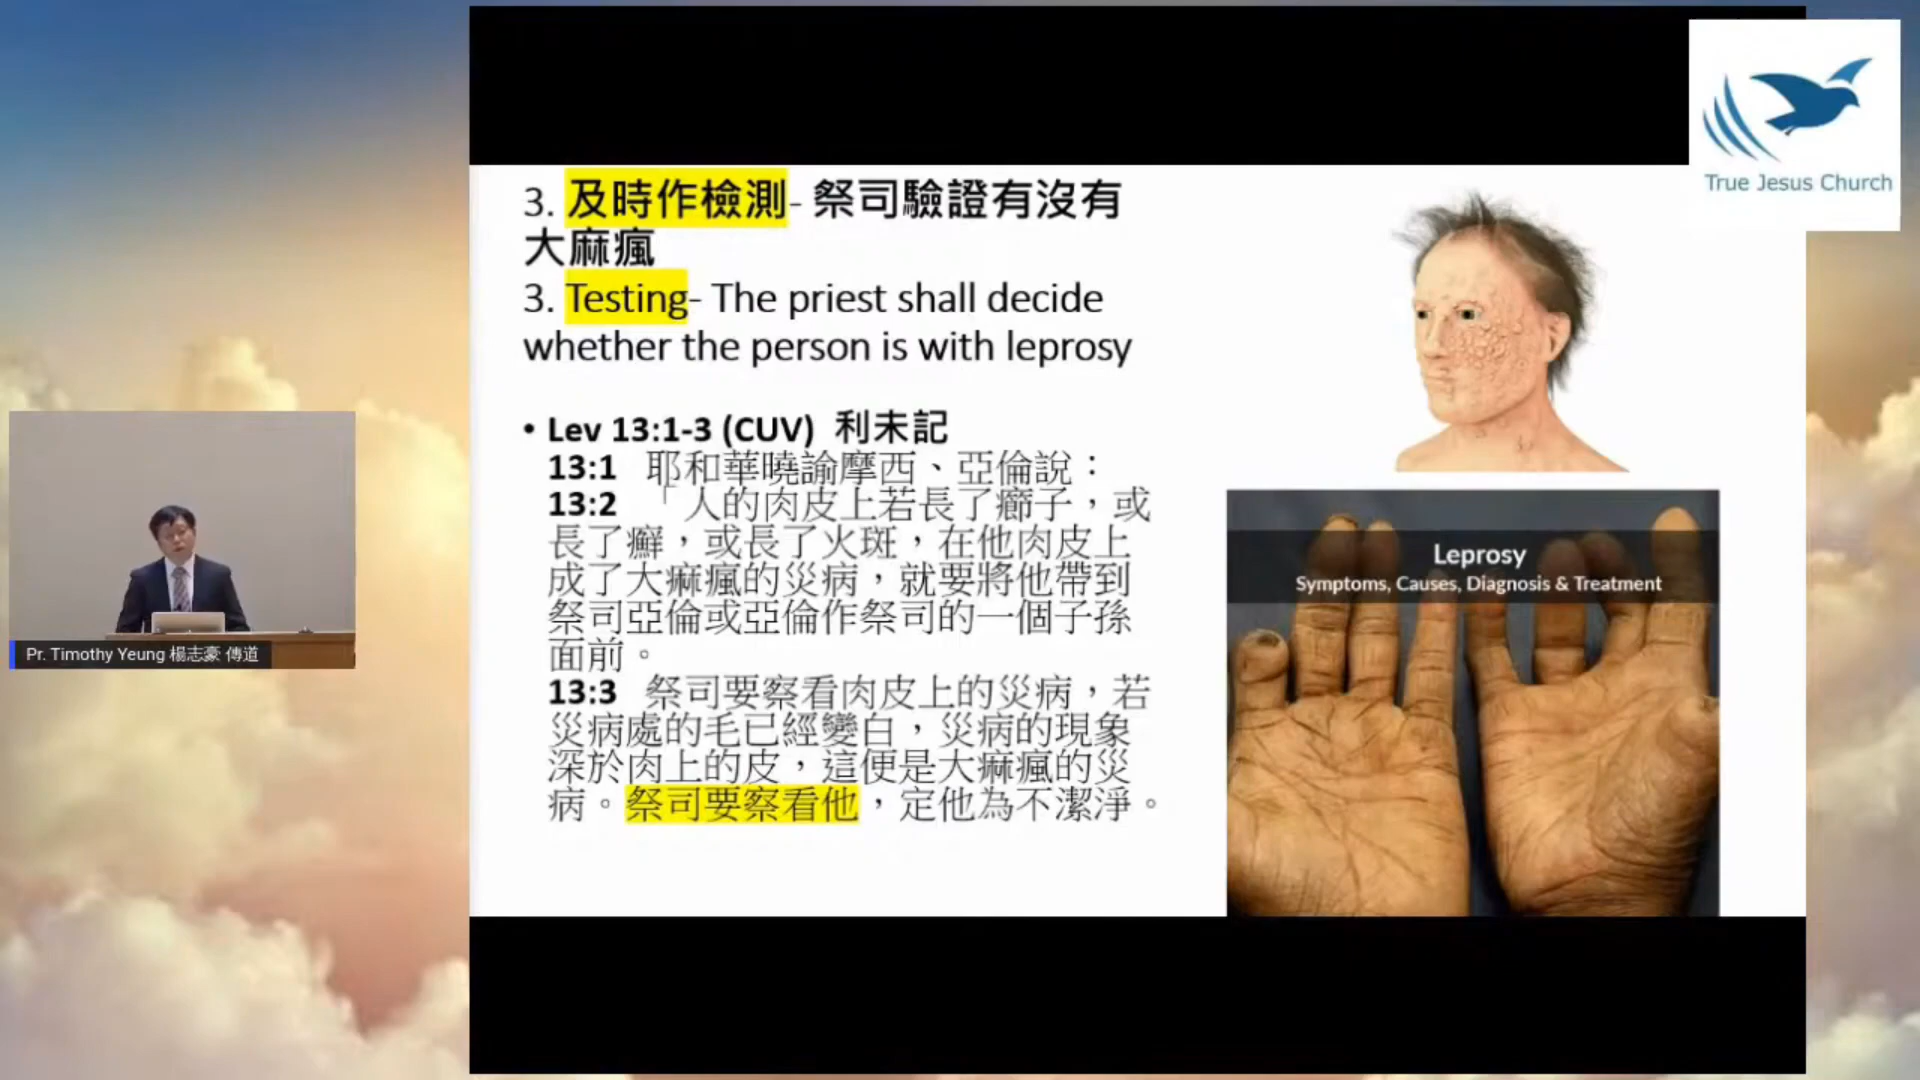 True Jesus Church
3. 及時作檢測- 祭司驗證有沒有
大麻瘋
3. Testing- The priest shall decide
whether the person is with leprosy
• Lev 13:1-3 (CUV) 利未記
13:1 耶和華曉諭摩西、亞倫說：
13:2 「人的肉皮上若長了癤子，或
長了癬，或長了火斑，在他肉皮上
成了大痲瘋的災病，就要將他帶到
祭司亞倫或亞倫作祭司的一個子孫
面前。
13:3 祭司要察看肉皮上的災病，若
災病處的毛已經變白，災病的現象
深於肉上的皮，這便是大痲瘋的災
病。祭司要察看他，定他為不潔淨。
Leprosy
Symptoms, Causes, Diagnosis & Treatment
Pr. Timothy Yeung 楊志豪 傳道